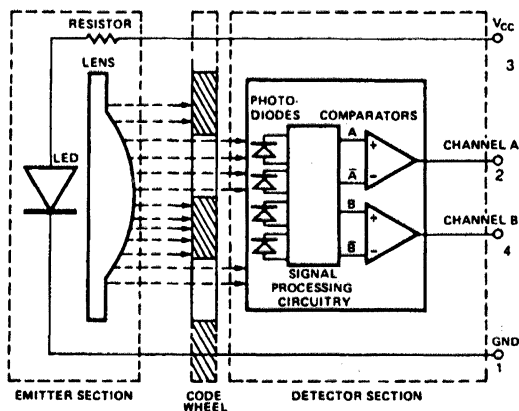 RESISTOR
VCC
3
LENS
PHOTO-
DIODES
COMPARATORS
A
+
CHANNEL A
LED
Ā
−
2
B
+
CHANNEL B
B̄
−
4
SIGNAL
PROCESSING
CIRCUITRY
GND
1
EMITTER SECTION
CODE
WHEEL
DETECTOR SECTION